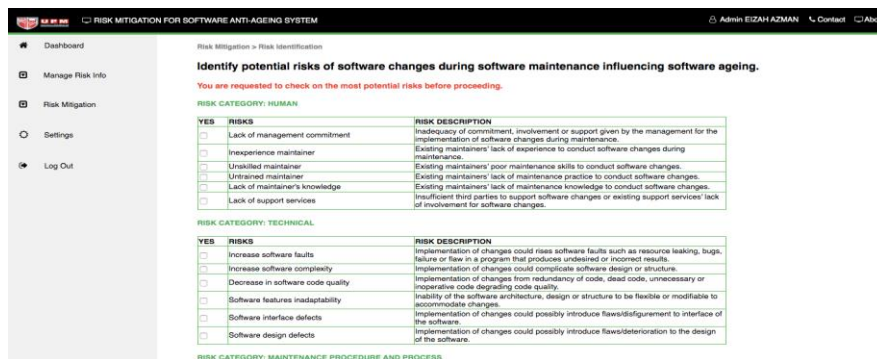 UPM RISK MITIGATION FOR SOFTWARE ANTI-AGEING SYSTEM Admin EIZAH AZMAN Contact Abo
Dashboard
Manage Risk Info
Risk Mitigation
Settings
Log Out
Risk Mitigation > Risk Identification
Identify potential risks of software changes during software maintenance influencing software ageing.
You are requested to check on the most potential risks before proceeding.
RISK CATEGORY: HUMAN
YES RISKS RISK DESCRIPTION
Lack of management commitment Inadequacy of commitment, involvement or support given by the management for the
implementation of software changes during maintenance.
Inexperience maintainer Existing maintainers' lack of experience to conduct software changes during
maintenance.
Unskilled maintainer Existing maintainers' poor maintenance skills to conduct software changes.
Untrained maintainer Existing maintainers' lack of maintenance practice to conduct software changes.
Lack of maintainer's knowledge Existing maintainers' lack of maintenance knowledge to conduct software changes.
Lack of support services Insufficient third parties to support software changes or existing support services' lack
of involvement for software changes.
RISK CATEGORY: TECHNICAL
YES RISKS RISK DESCRIPTION
Increase software faults Implementation of changes could rises software faults such as resource leaking, bugs,
failure or flaw in a program that produces undesired or incorrect results.
Increase software complexity Implementation of changes could complicate software design or structure.
Decrease in software code quality Implementation of changes from redundancy of code, dead code, unnecessary or
inoperative code degrading code quality.
Software features inadaptability Inability of the software architecture, design or structure to be flexible or modifiable to
accommodate changes.
Software interface defects Implementation of changes could possibly introduce flaws/disfigurement to interface of
the software.
Software design defects Implementation of changes could possibly introduce flaws/deterioration to the design
of the software.
RISK CATEGORY: MAINTENANCE PROCEDURE AND PROCESS